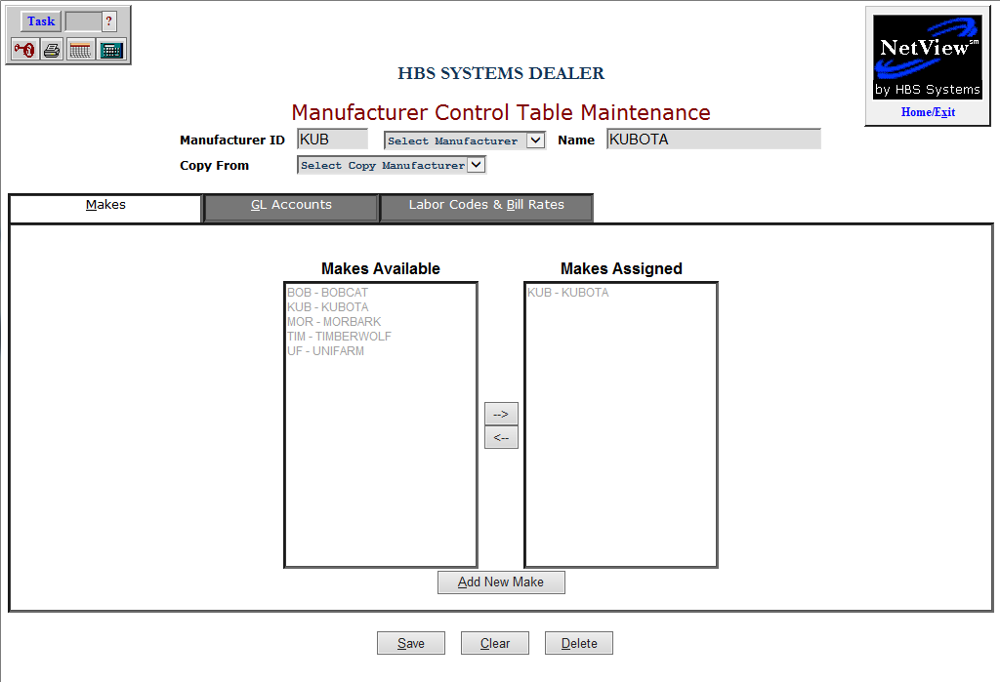 Task ?
NetView℠
by HBS Systems
Home/Exit
HBS SYSTEMS DEALER
Manufacturer Control Table Maintenance
Manufacturer ID KUB Select Manufacturer Name KUBOTA
Copy From Select Copy Manufacturer
Makes GL Accounts Labor Codes & Bill Rates
Makes Available Makes Assigned
BOB - BOBCAT KUB - KUBOTA
KUB - KUBOTA
MOR - MORBARK
TIM - TIMBERWOLF
UF - UNIFARM
-->
<--
Add New Make
Save Clear Delete